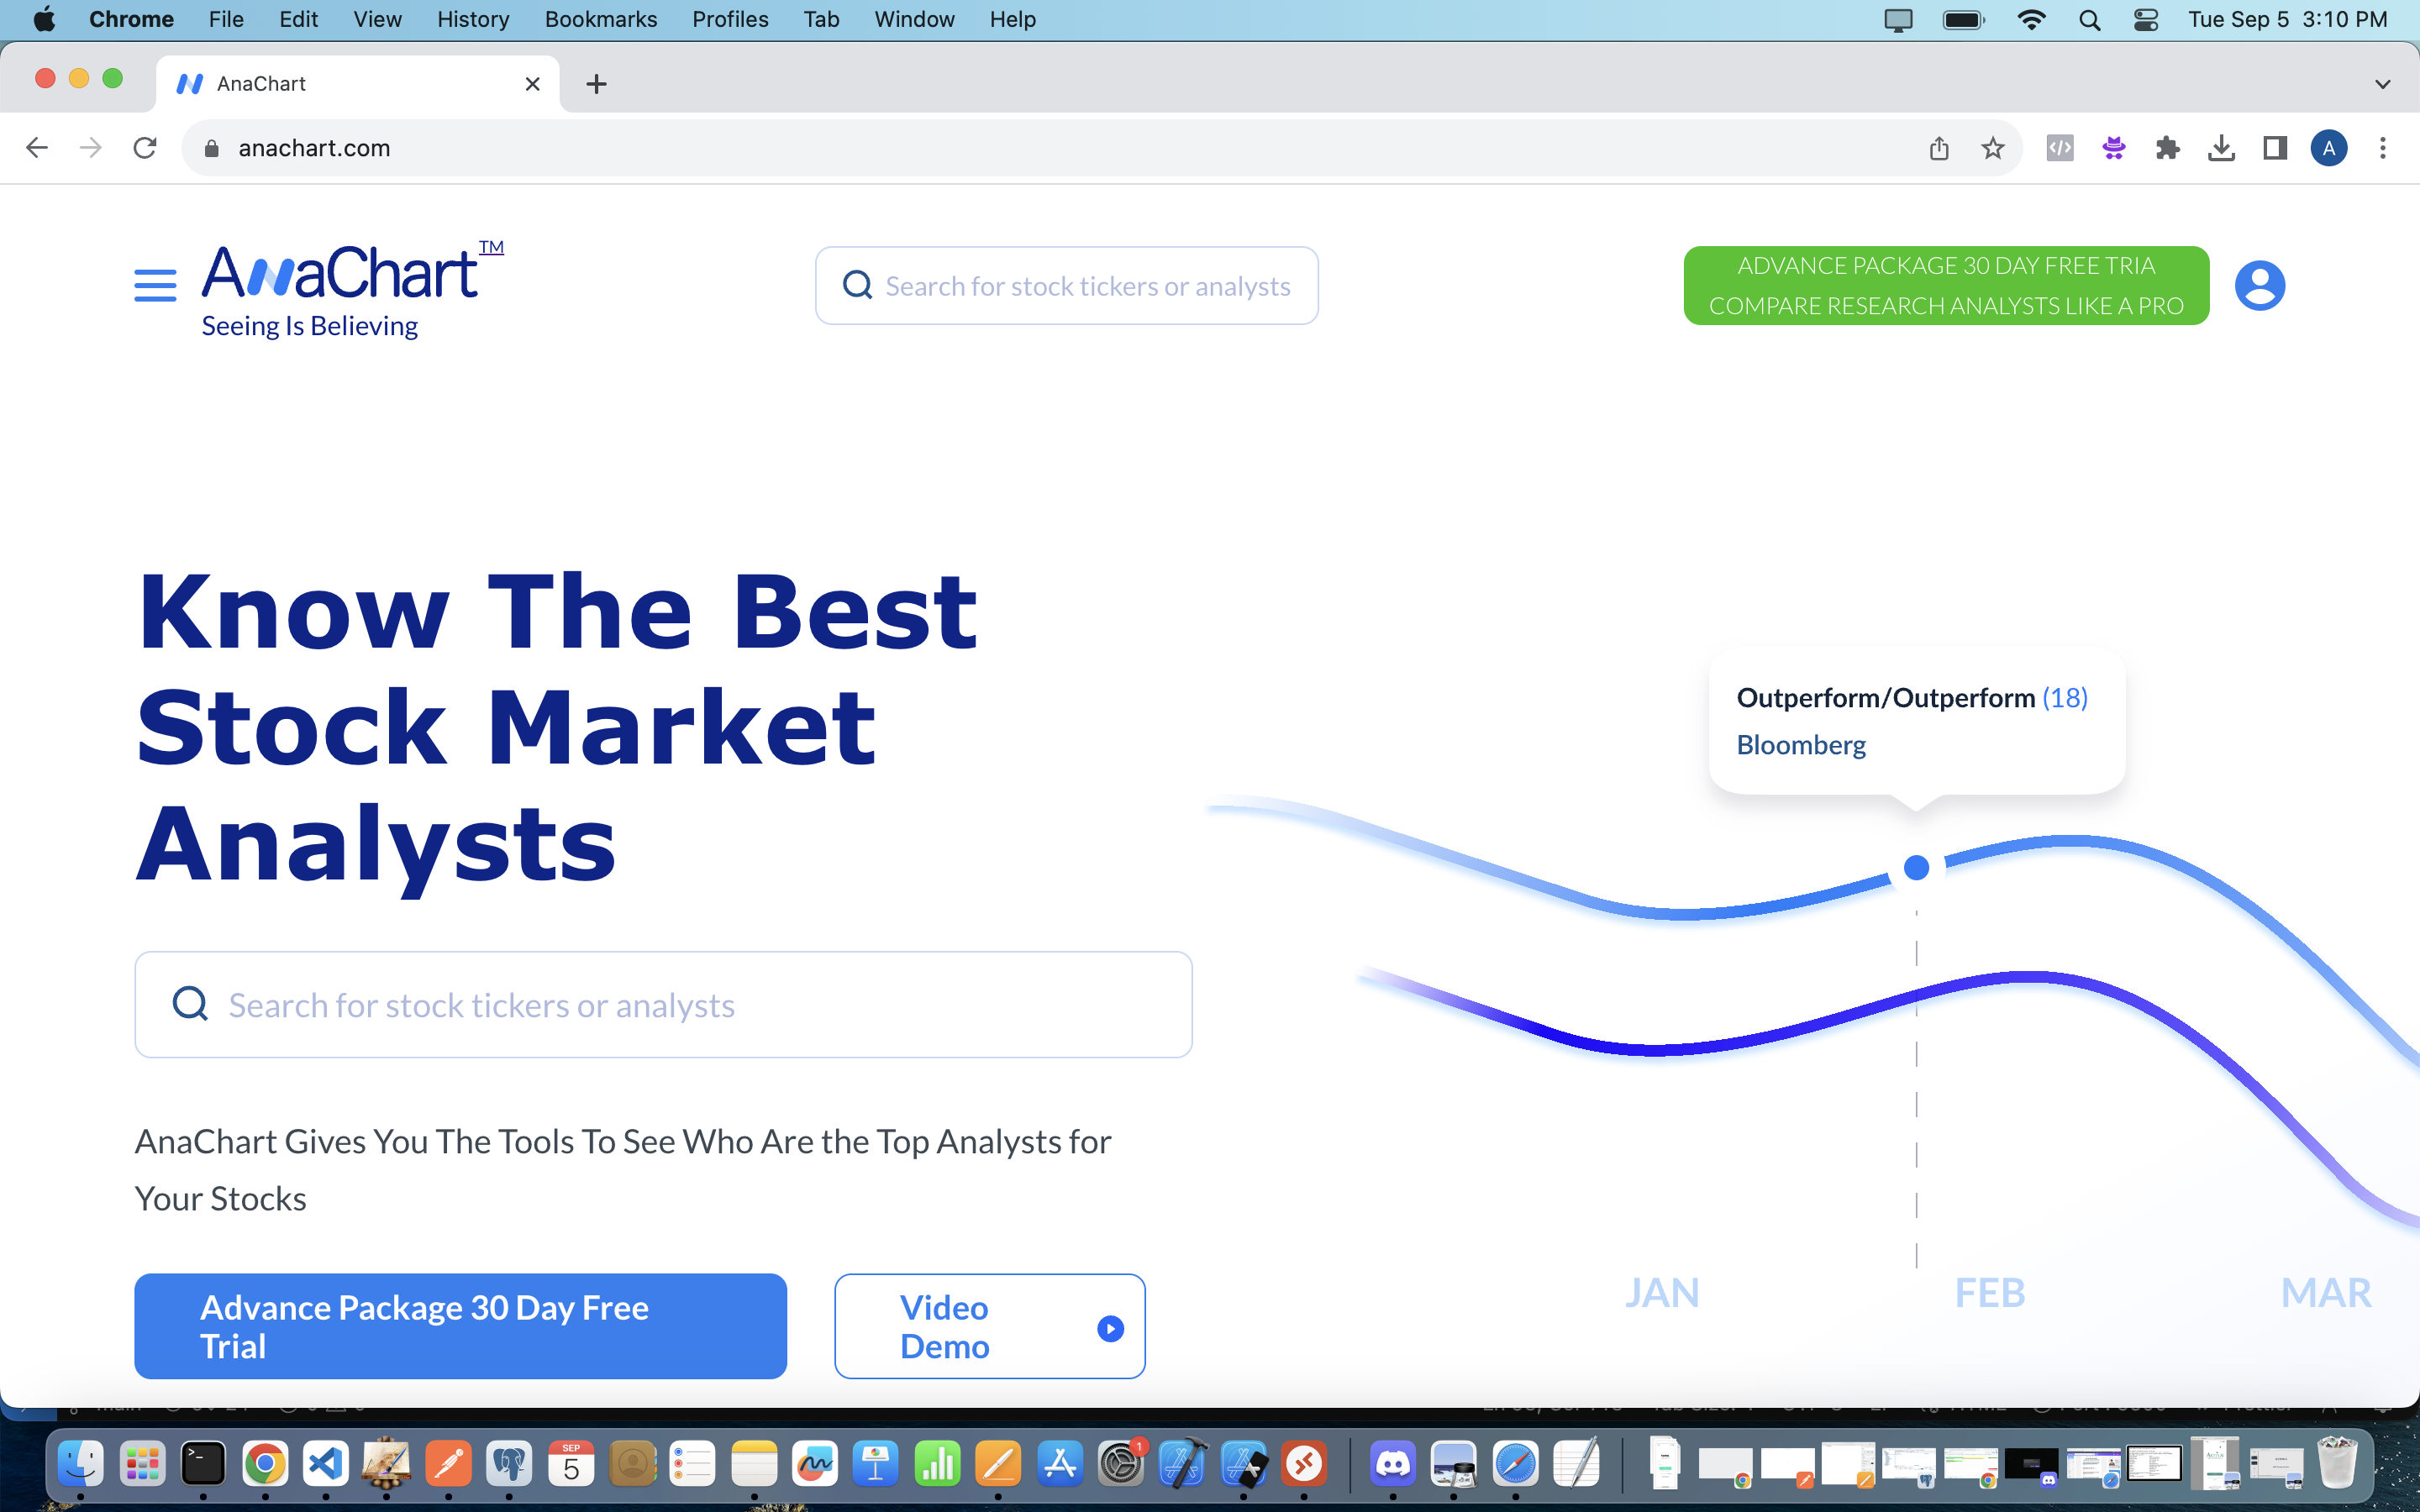 Chrome File Edit View History Bookmarks Profiles Tab Window Help Tue Sep 5 3:10 PM
AnaChart
anachart.com
A
AnaChart™
Seeing Is Believing
Search for stock tickers or analysts
ADVANCE PACKAGE 30 DAY FREE TRIA
COMPARE RESEARCH ANALYSTS LIKE A PRO
Know The Best
Stock Market
Analysts
Outperform/Outperform (18)
Bloomberg
Search for stock tickers or analysts
AnaChart Gives You The Tools To See Who Are the Top Analysts for
Your Stocks
JAN FEB MAR
Advance Package 30 Day Free
Trial
Video
Demo
SEP
5
1